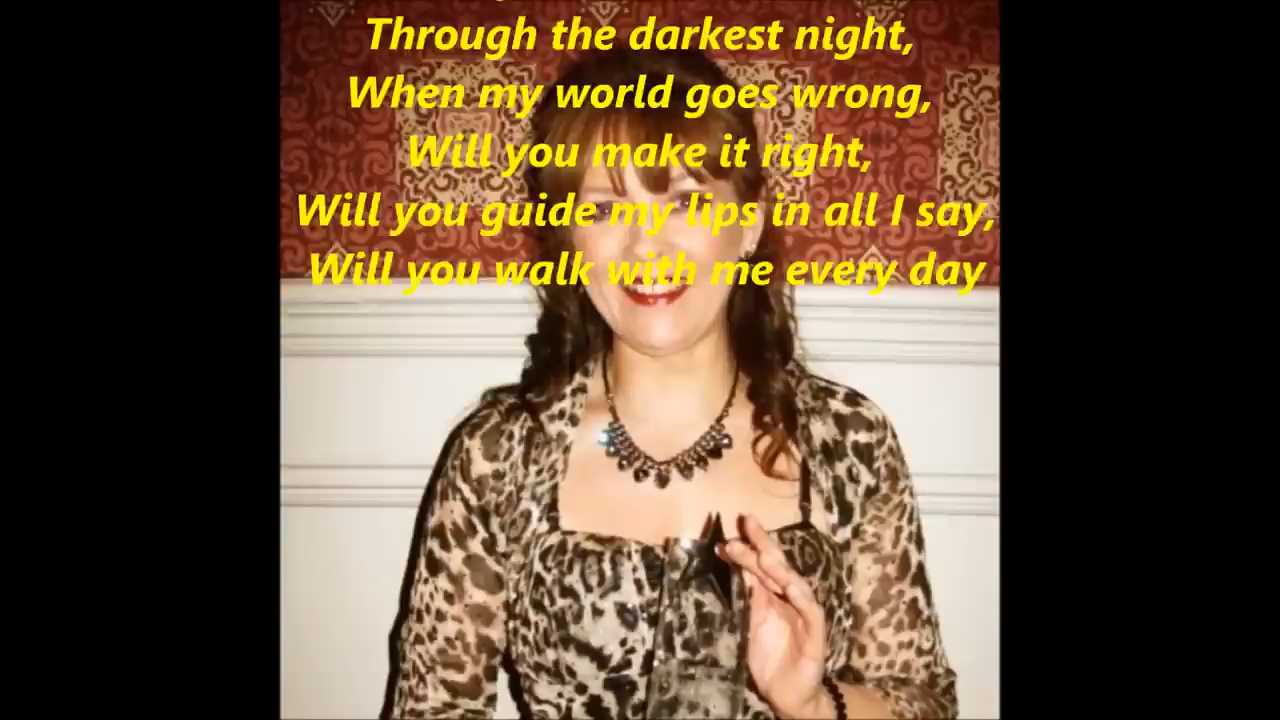 Through the darkest night,
When my world goes wrong,
Will you make it right,
Will you guide my lips in all I say,
Will you walk with me every day